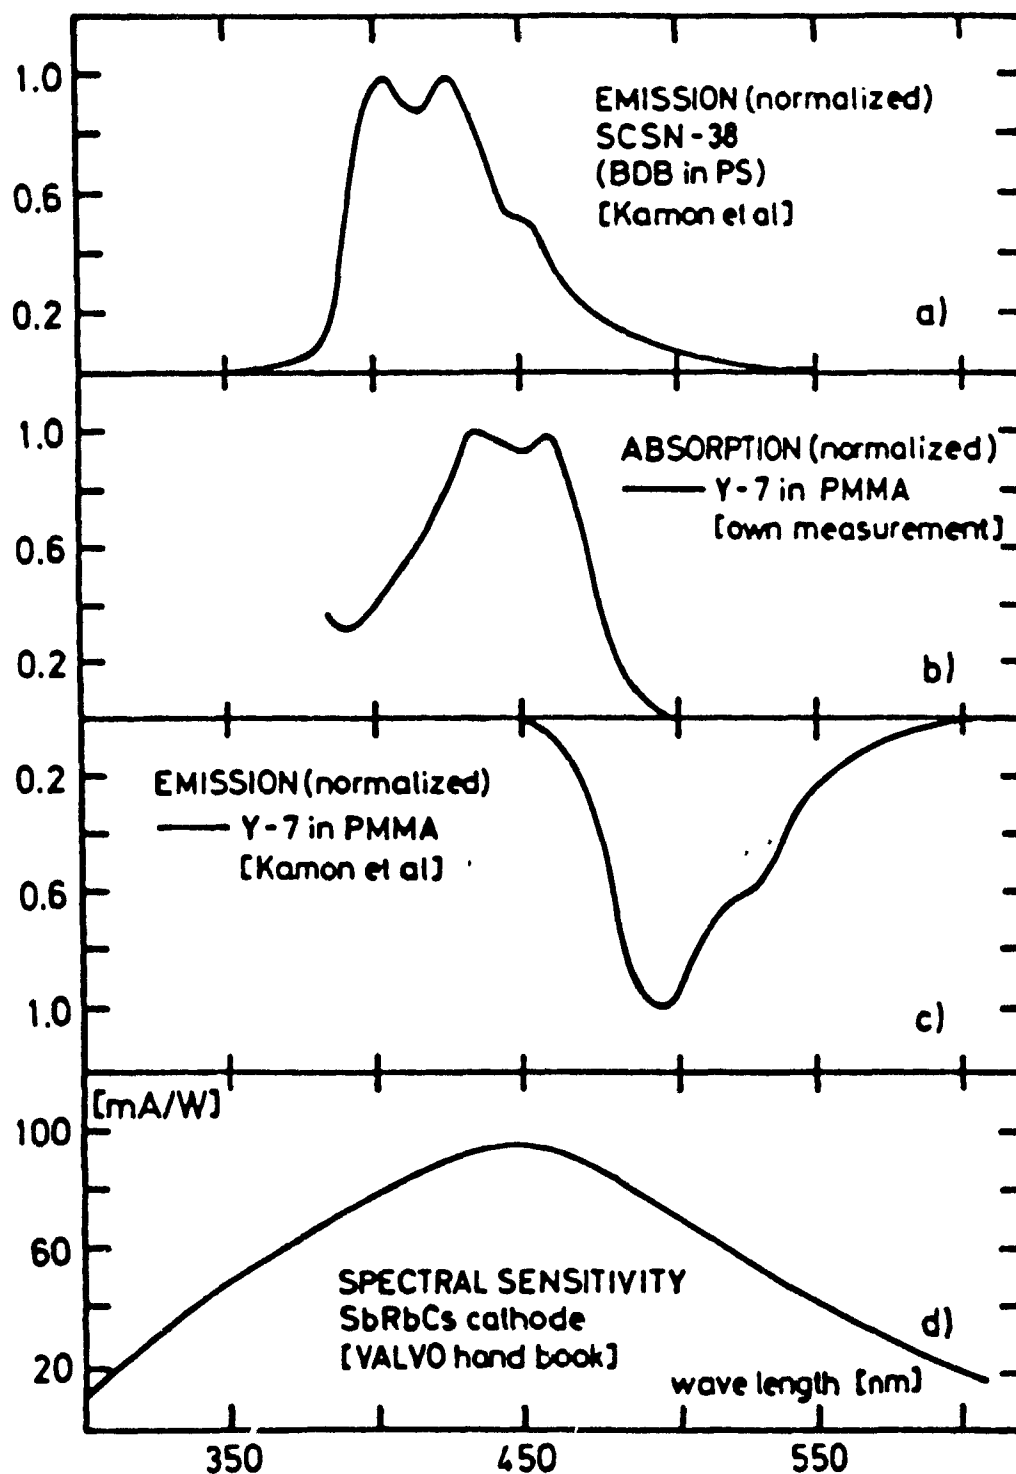 1.0
0.6
0.2
EMISSION (normalized)
SCSN-38
(BDB in PS)
[Kamon et al]
a)
1.0
0.6
0.2
ABSORPTION (normalized)
Y-7 in PMMA
[own measurement]
b)
0.2
0.6
1.0
EMISSION (normalized)
Y-7 in PMMA
[Kamon et al]
c)
[mA/W]
100
60
20
SPECTRAL SENSITIVITY
SbRbCs cathode
[VALVO hand book]
d)
wave length [nm]
350
450
550